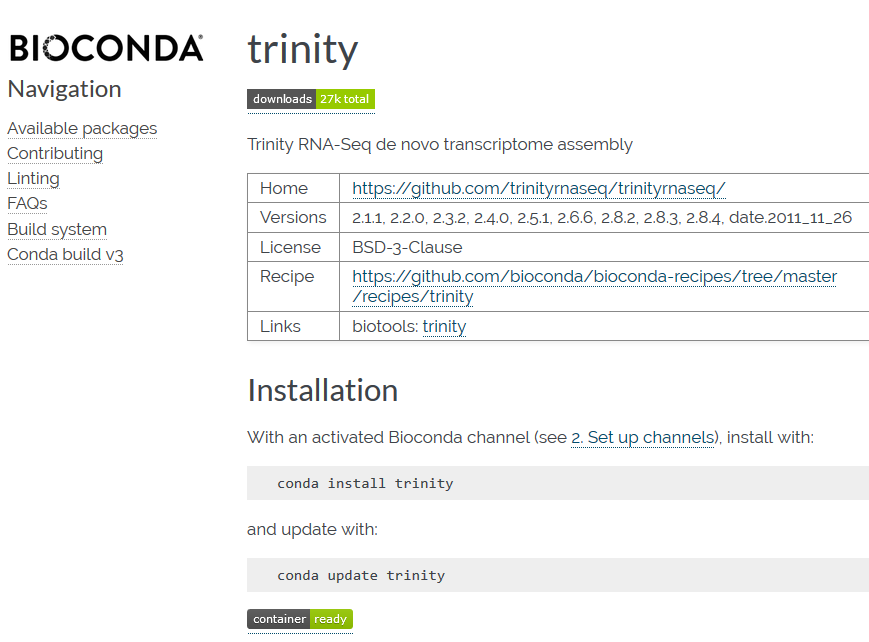 BIOCONDA
Navigation
Available packages
Contributing
Linting
FAQs
Build system
Conda build v3
trinity
downloads 27k total
Trinity RNA-Seq de novo transcriptome assembly
Home https://github.com/trinityrnaseq/trinityrnaseq/
Versions 2.1.1, 2.2.0, 2.3.2, 2.4.0, 2.5.1, 2.6.6, 2.8.2, 2.8.3, 2.8.4, date.2011_11_26
License BSD-3-Clause
Recipe https://github.com/bioconda/bioconda-recipes/tree/master
/recipes/trinity
Links biotools: trinity
Installation
With an activated Bioconda channel (see 2. Set up channels), install with:
conda install trinity
and update with:
conda update trinity
container ready